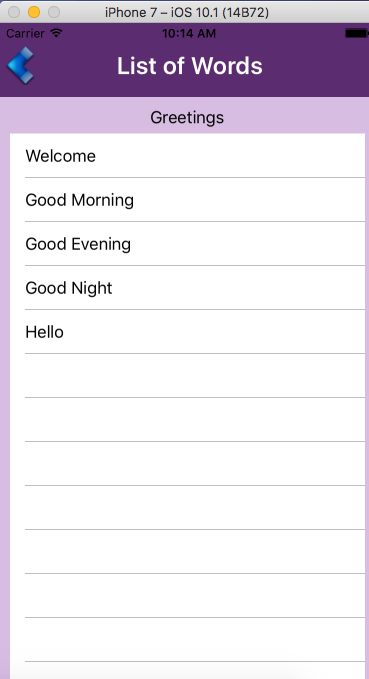 iPhone 7 – iOS 10.1 (14B72)
Carrier 10:14 AM
List of Words
Greetings
Welcome
Good Morning
Good Evening
Good Night
Hello